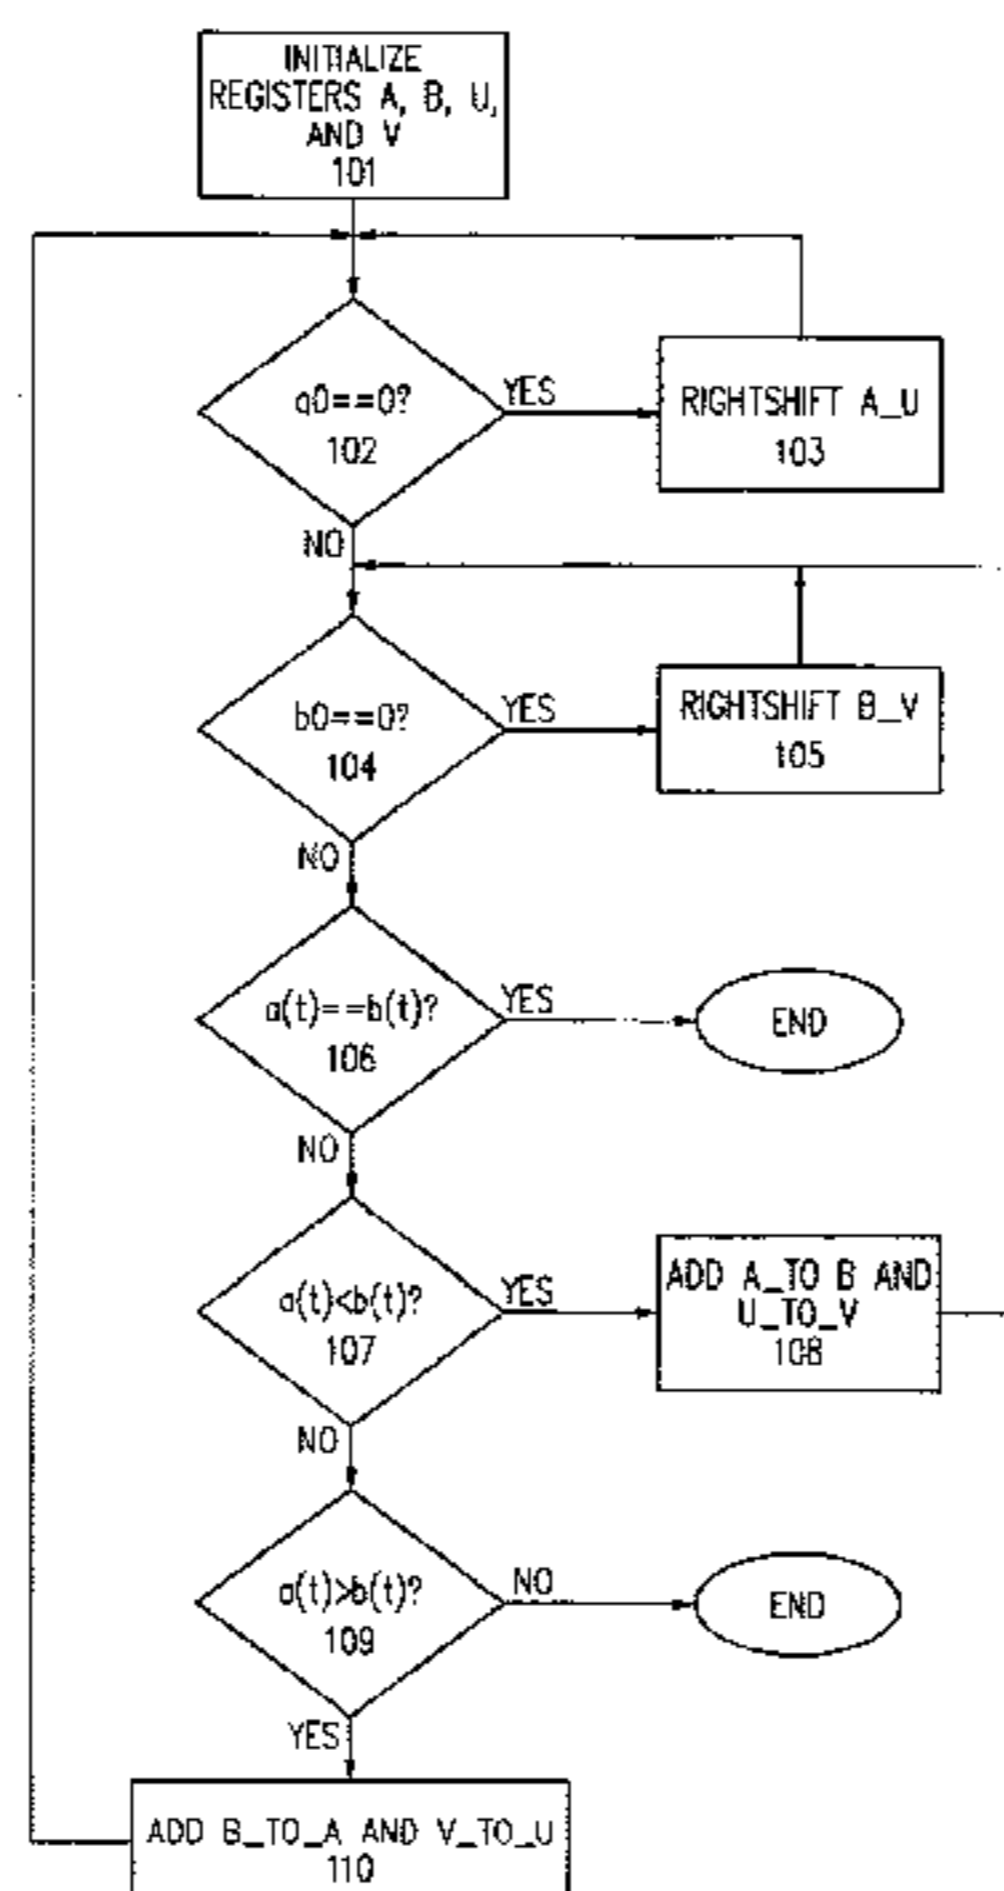 INITIALIZE
REGISTERS A, B, U,
AND V
101
a0==0?
102
YES
RIGHTSHIFT A_U
103
NO
b0==0?
104
YES
RIGHTSHIFT B_V
105
NO
a(t)==b(t)?
106
YES
END
NO
a(t)<b(t)?
107
YES
ADD A_TO B AND
U_TO_V
108
NO
a(t)>b(t)?
109
NO
END
YES
ADD B_TO_A AND V_TO_U
110